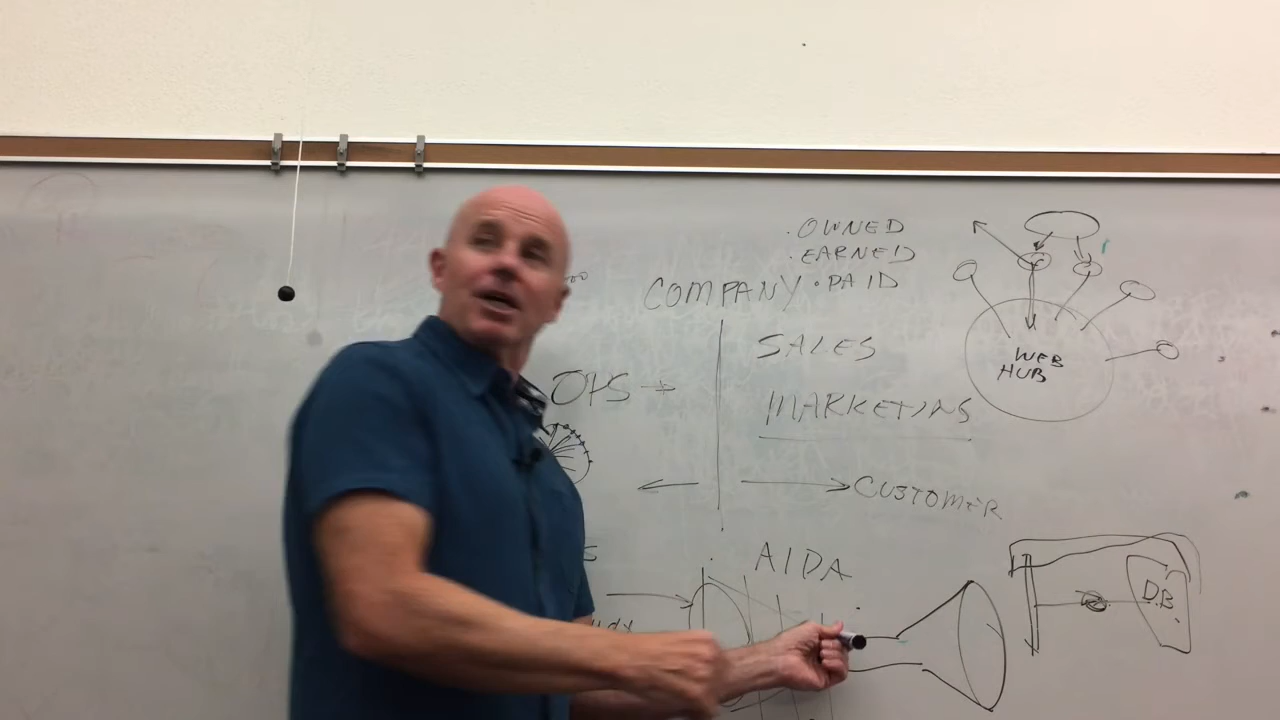 . OWNED
. EARNED
COMPANY • PAID
SALES
OPS +
MARKETING
CUSTOMER
AIDA
WEB
HUB
D.B